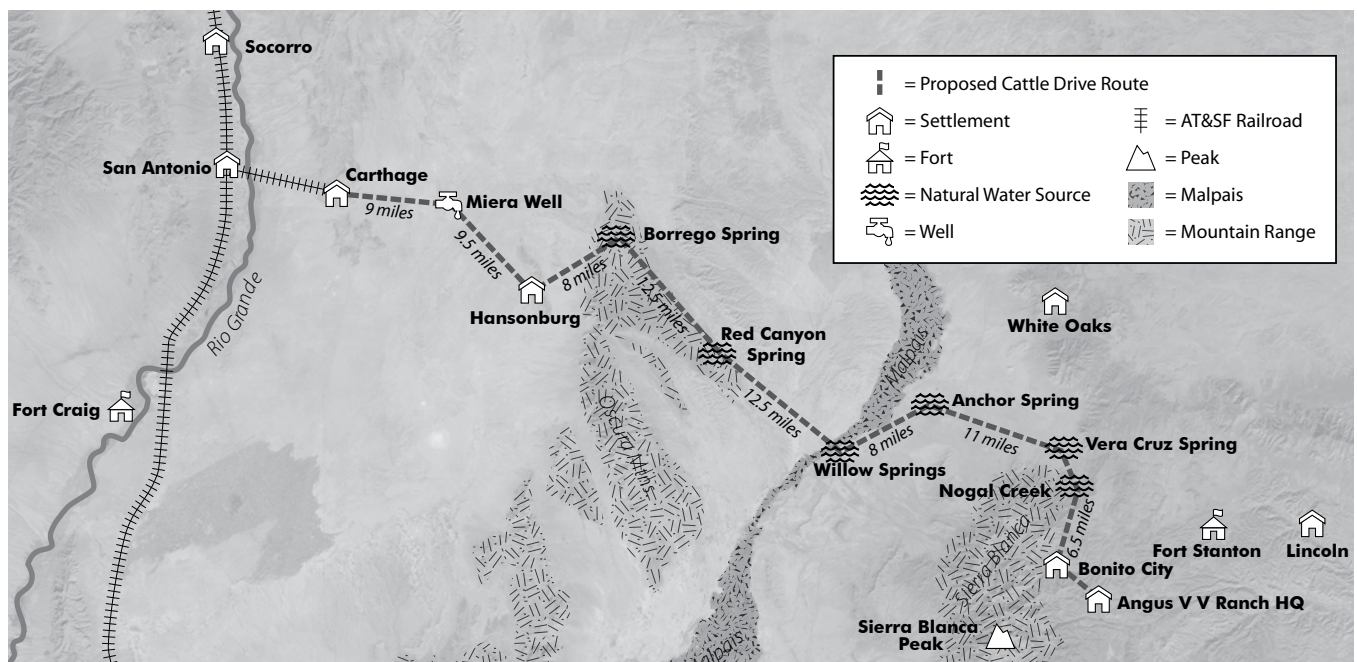 Socorro
= Proposed Cattle Drive Route
= Settlement
= AT&SF Railroad
= Fort
= Peak
= Natural Water Source
= Malpais
= Well
= Mountain Range
San Antonio
Carthage
9 miles
Miera Well
9.5 miles
Borrego Spring
8 miles
Hansonburg
12.5 miles
Rio Grande
White Oaks
Red Canyon
Spring
Malpais
Fort Craig
Oscura Mtns.
12.5 miles
Anchor Spring
8 miles
11 miles
Willow Springs
Vera Cruz Spring
Nogal Creek
Sierra Blanca
6.5 miles
Fort Stanton
Lincoln
Bonito City
Angus V V Ranch HQ
Sierra Blanca
Peak
alpais